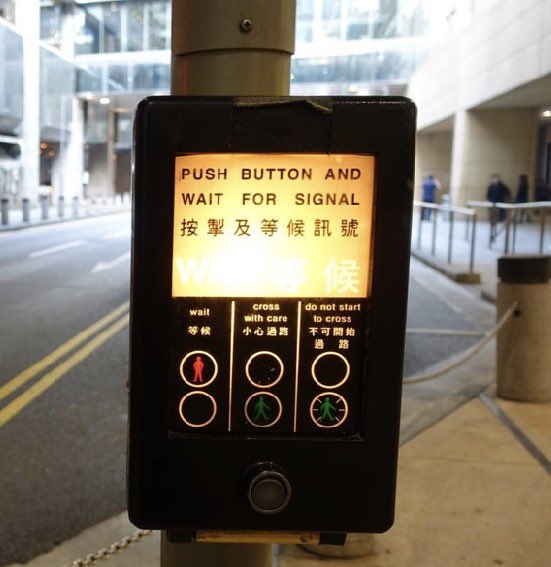 PUSH BUTTON AND
WAIT FOR SIGNAL
按掣及等候訊號
WAIT 等候
wait
等候
cross
with care
小心過路
do not start
to cross
不可開始
過路